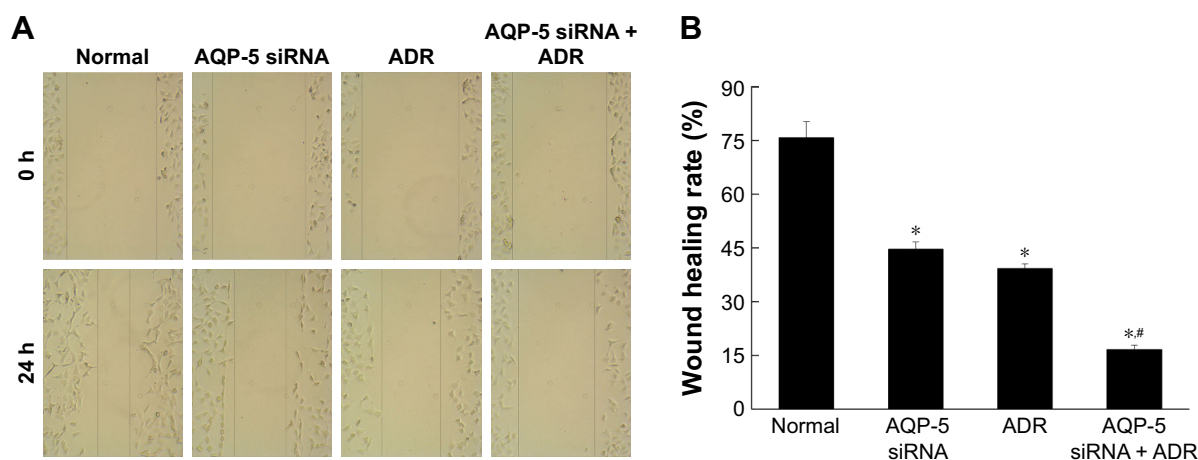 A
Normal
AQP-5 siRNA
ADR
AQP-5 siRNA +
ADR
0 h
24 h
B
Wound healing rate (%)
90
75
60
45
30
15
0
*
*
*,#
Normal
AQP-5
siRNA
ADR
AQP-5
siRNA + ADR